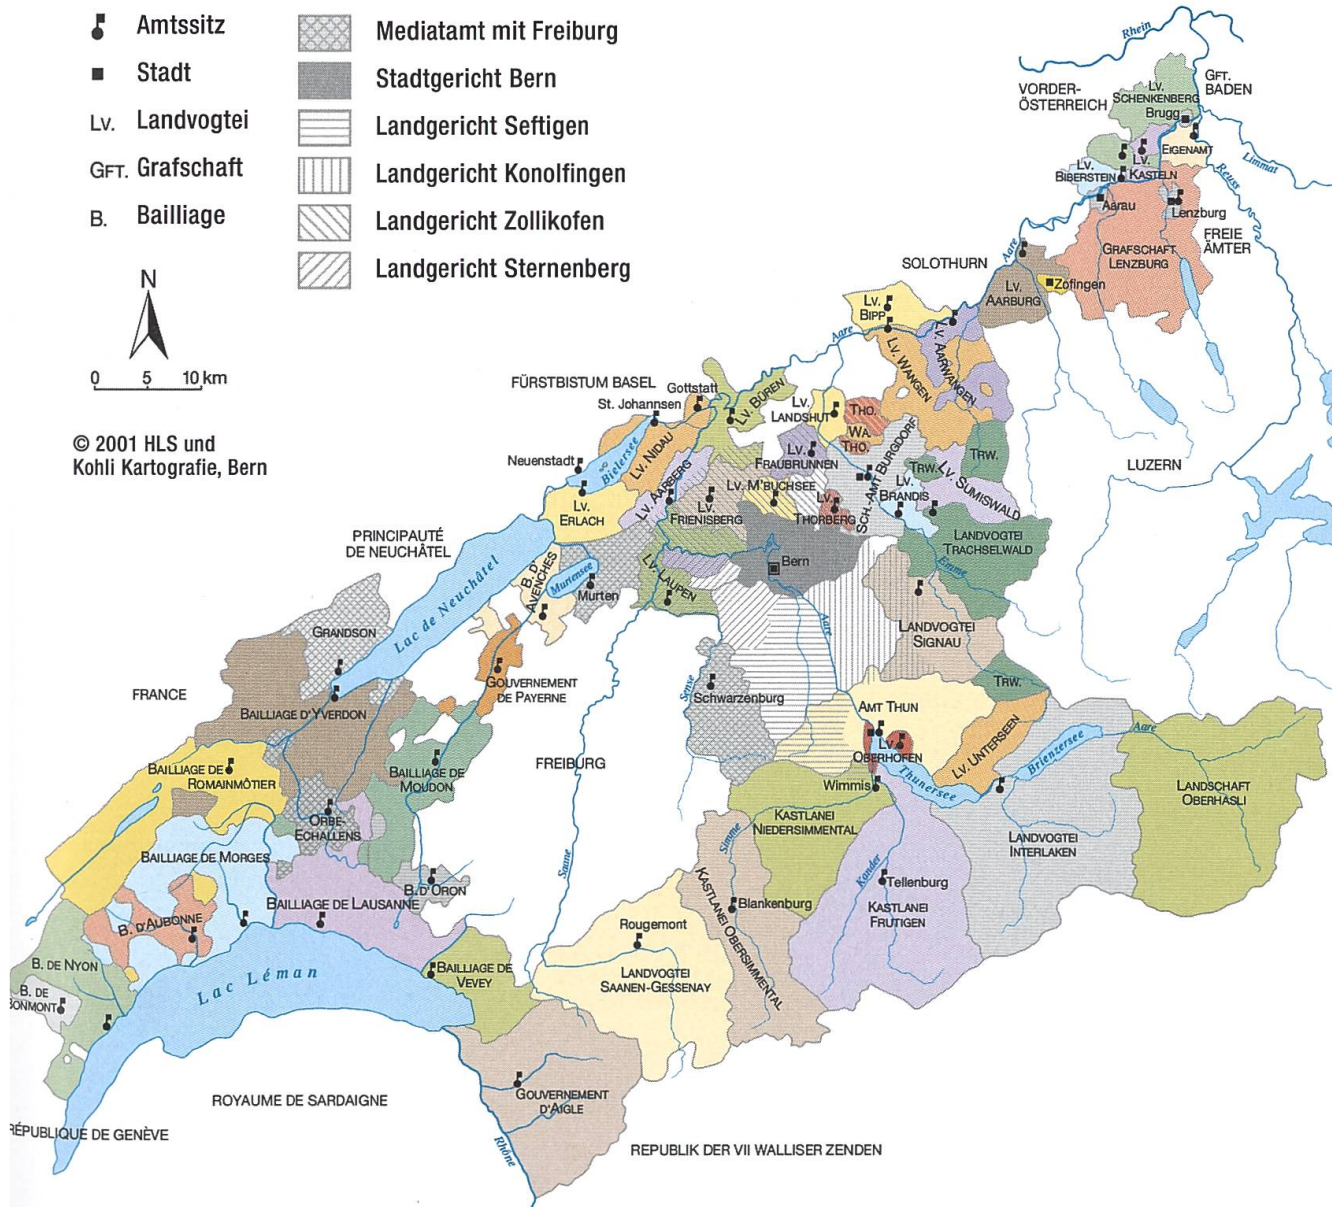 Amtssitz
Stadt
Lv. Landvogtei
GFT. Grafschaft
B. Bailliage
Mediatamt mit Freiburg
Stadtgericht Bern
Landgericht Seftigen
Landgericht Konolfingen
Landgericht Zollikofen
Landgericht Sternenberg
N
0 5 10 km
© 2001 HLS und
Kohli Kartografie, Bern
Rhein
VORDER-
ÖSTERREICH
GFT.
BADEN
Lv.
SCHENKENBERG
Brugg
EIGENAMT
Limmat
Reuss
Lv.
KASTELN
Lv.
BIBERSTEIN
Aarau
Lenzburg
FREIE
ÄMTER
GRAFSCHAFT
LENZBURG
Aare
SOLOTHURN
Lv.
AARBURG
Zofingen
Lv.
BIPP
Aare
Lv. AARWANGEN
Lv. WANGEN
FÜRSTBISTUM BASEL
Gottstatt
St. Johannsen
Lv. BÜREN
Lv.
LANDSHUT
THO.
WA.
THO.
Neuenstadt
Bielersee
Lv. NIDAU
Lv.
FRAUBRUNNEN
SCH. AMT BURGDORF
TRW.
TRW.
Lv. SUMISWALD
LUZERN
Lv. AARBERG
Lv. M'BUCHSEE
Lv.
BRANDIS
Lv.
ERLACH
Lv.
FRIENISBERG
Lv.
THORBERG
LANDVOGTEI
TRACHSELWALD
PRINCIPAUTÉ
DE NEUCHÂTEL
Lac de Neuchâtel
B. D'
AVENCHES
Murtensee
Murten
Lv. LAUPEN
Bern
Emme
Aare
LANDVOGTEI
SIGNAU
GRANDSON
FRANCE
GOUVERNEMENT
DE PAYERNE
Sense
Schwarzenburg
TRW.
BAILLIAGE D'YVERDON
AMT THUN
Lv. UNTERSEEN
Brienzersee
Aare
Lv.
OBERHOFEN
Thunersee
BAILLIAGE DE
ROMAINMÔTIER
BAILLIAGE DE
MOUDON
FREIBURG
Wimmis
LANDSCHAFT
OBERHASLI
ORBE-
ECHALLENS
KASTLANEI
NIEDERSIMMENTAL
LANDVOGTEI
INTERLAKEN
BAILLIAGE DE MORGES
Saane
Simme
Kander
B. D'ORON
Tellenburg
KASTLANEI OBERSIMMENTAL
Blankenburg
KASTLANEI
FRUTIGEN
BAILLIAGE DE LAUSANNE
B. D'AUBONNE
Rougemont
B. DE NYON
Lac Léman
BAILLIAGE DE
VEVEY
LANDVOGTEI
SAANEN-GESSENAY
B. DE
BONMONT
GOUVERNEMENT
D'AIGLE
ROYAUME DE SARDAIGNE
RÉPUBLIQUE DE GENÈVE
Rhône
REPUBLIK DER VII WALLISER ZENDEN